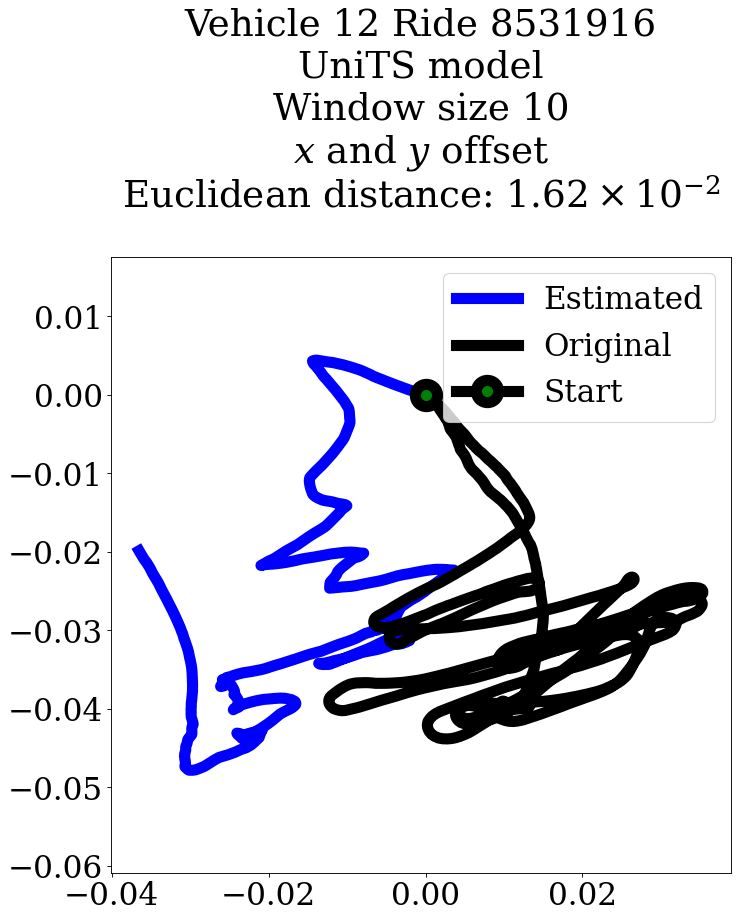 Vehicle 12 Ride 8531916
UniTS model
Window size 10
x and y offset
Euclidean distance: 1.62 × 10⁻²
Estimated
Original
Start
0.01
0.00
−0.01
−0.02
−0.03
−0.04
−0.05
−0.06
−0.04
−0.02
0.00
0.02